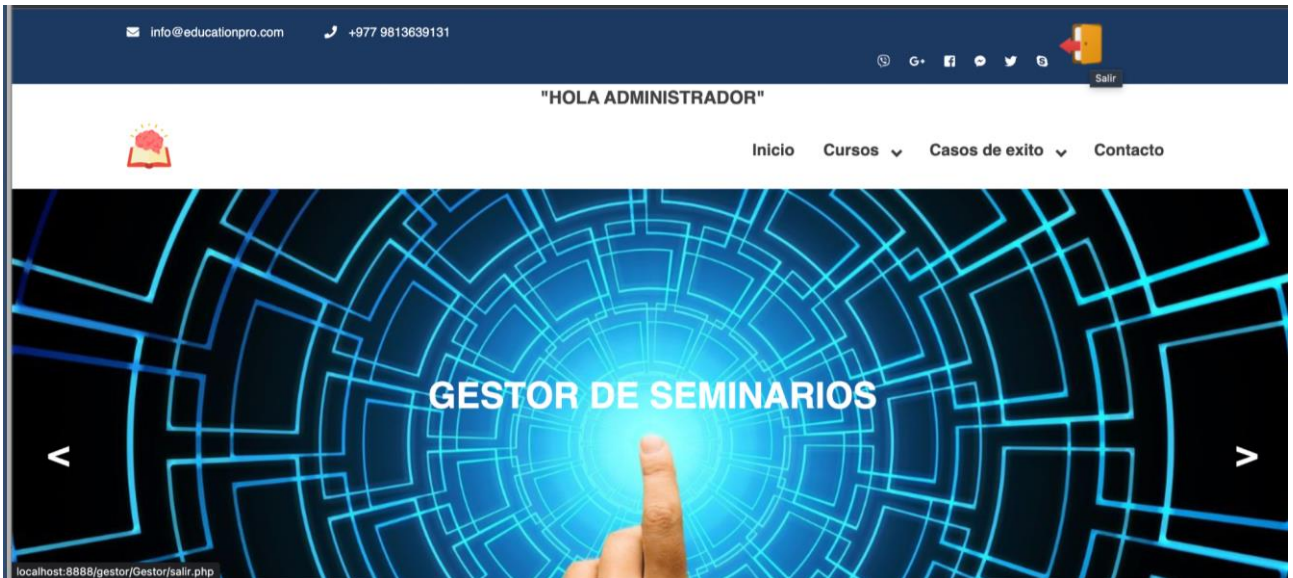 info@educationpro.com +977 9813639131
G+
Salir
"HOLA ADMINISTRADOR"
Inicio Cursos Casos de exito Contacto
GESTOR DE SEMINARIOS
< >
localhost:8888/gestor/Gestor/salir.php